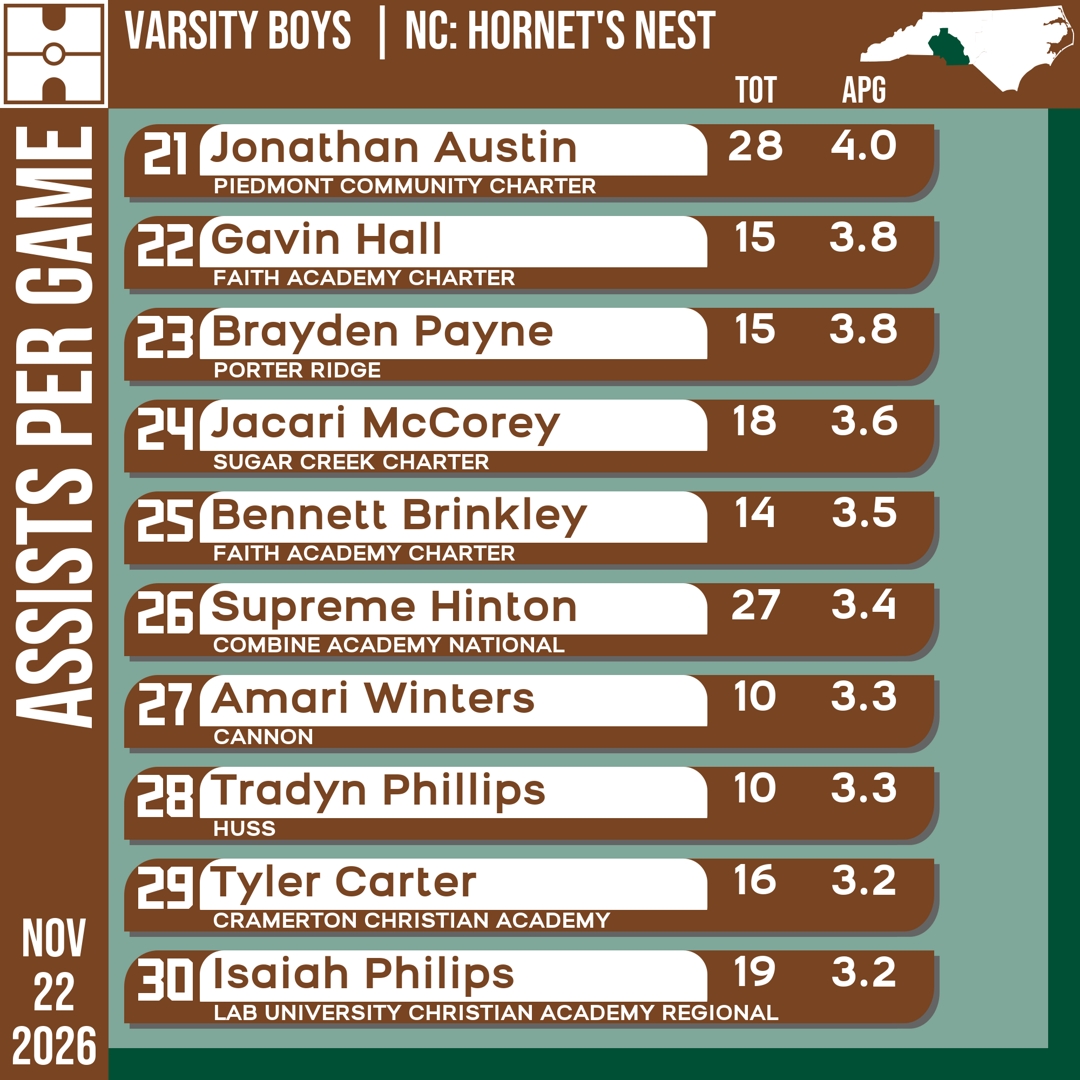 VARSITY BOYS | NC: HORNET'S NEST
TOT APG
ASSISTS PER GAME
21 Jonathan Austin 28 4.0
PIEDMONT COMMUNITY CHARTER
22 Gavin Hall 15 3.8
FAITH ACADEMY CHARTER
23 Brayden Payne 15 3.8
PORTER RIDGE
24 Jacari McCorey 18 3.6
SUGAR CREEK CHARTER
25 Bennett Brinkley 14 3.5
FAITH ACADEMY CHARTER
26 Supreme Hinton 27 3.4
COMBINE ACADEMY NATIONAL
27 Amari Winters 10 3.3
CANNON
28 Tradyn Phillips 10 3.3
HUSS
29 Tyler Carter 16 3.2
CRAMERTON CHRISTIAN ACADEMY
30 Isaiah Philips 19 3.2
LAB UNIVERSITY CHRISTIAN ACADEMY REGIONAL
NOV
22
2026